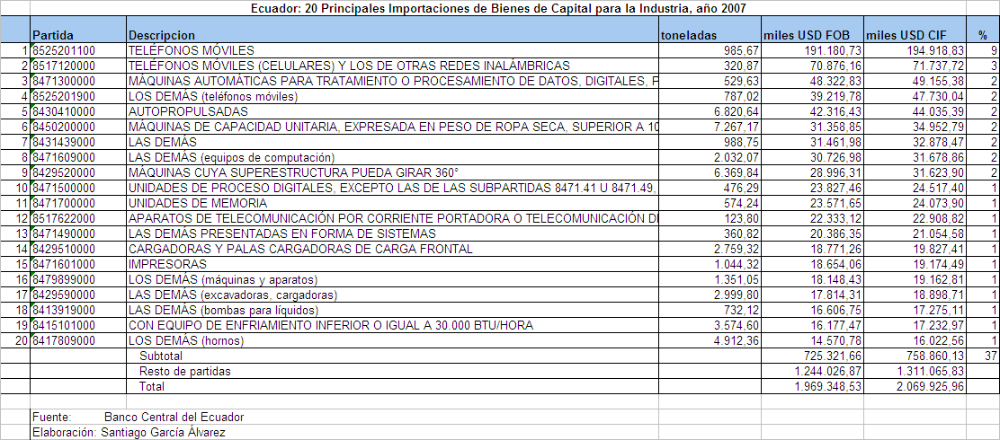 Ecuador: 20 Principales Importaciones de Bienes de Capital para la Industria, año 2007
Partida Descripcion toneladas miles USD FOB miles USD CIF %
1 8525201100 TELÉFONOS MÓVILES 985,67 191.180,73 194.918,83 9
2 8517120000 TELÉFONOS MÓVILES (CELULARES) Y LOS DE OTRAS REDES INALÁMBRICAS 320,87 70.876,16 71.737,72 3
3 8471300000 MÁQUINAS AUTOMÁTICAS PARA TRATAMIENTO O PROCESAMIENTO DE DATOS, DIGITALES, P 529,63 48.322,83 49.155,38 2
4 8525201900 LOS DEMÁS (teléfonos móviles) 787,02 39.219,78 47.730,04 2
5 8430410000 AUTOPROPULSADAS 6.820,64 42.316,43 44.035,39 2
6 8450200000 MÁQUINAS DE CAPACIDAD UNITARIA, EXPRESADA EN PESO DE ROPA SECA, SUPERIOR A 10 7.267,17 31.358,85 34.952,79 2
7 8431439000 LAS DEMÁS 988,75 31.461,98 32.878,47 2
8 8471609000 LAS DEMÁS (equipos de computación) 2.032,07 30.726,98 31.678,86 2
9 8429520000 MÁQUINAS CUYA SUPERESTRUCTURA PUEDA GIRAR 360° 6.369,84 28.996,31 31.623,90 2
10 8471500000 UNIDADES DE PROCESO DIGITALES, EXCEPTO LAS DE LAS SUBPARTIDAS 8471.41 U 8471.49, 476,29 23.827,46 24.517,40 1
11 8471700000 UNIDADES DE MEMORIA 574,24 23.571,65 24.073,90 1
12 8517622000 APARATOS DE TELECOMUNICACIÓN POR CORRIENTE PORTADORA O TELECOMUNICACIÓN DI 123,80 22.333,12 22.908,82 1
13 8471490000 LAS DEMÁS PRESENTADAS EN FORMA DE SISTEMAS 360,82 20.386,35 21.054,58 1
14 8429510000 CARGADORAS Y PALAS CARGADORAS DE CARGA FRONTAL 2.759,32 18.771,26 19.827,41 1
15 8471601000 IMPRESORAS 1.044,32 18.654,06 19.174,49 1
16 8479899000 LOS DEMÁS (máquinas y aparatos) 1.351,05 18.148,43 19.162,81 1
17 8429590000 LAS DEMÁS (excavadoras, cargadoras) 2.999,80 17.814,31 18.898,71 1
18 8413919000 LAS DEMÁS (bombas para líquidos) 732,12 16.606,75 17.275,11 1
19 8415101000 CON EQUIPO DE ENFRIAMIENTO INFERIOR O IGUAL A 30.000 BTU/HORA 3.574,60 16.177,47 17.232,97 1
20 8417809000 LOS DEMÁS (hornos) 4.912,36 14.570,78 16.022,56 1
Subtotal 725.321,66 758.860,13 37
Resto de partidas 1.244.026,87 1.311.065,83
Total 1.969.348,53 2.069.925,96
Fuente: Banco Central del Ecuador
Elaboración: Santiago García Álvarez